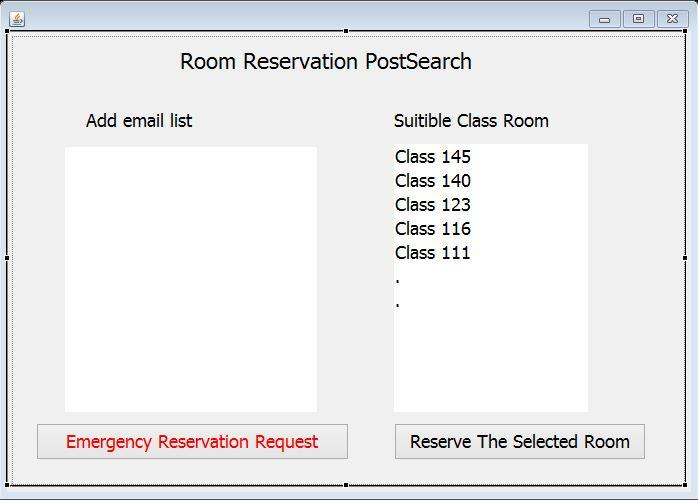 Room Reservation PostSearch
Add email list
Suitible Class Room
Class 145
Class 140
Class 123
Class 116
Class 111
.
.
Emergency Reservation Request
Reserve The Selected Room